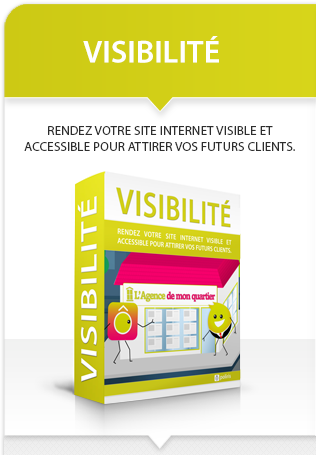 VISIBILITÉ
RENDEZ VOTRE SITE INTERNET VISIBLE ET
ACCESSIBLE POUR ATTIRER VOS FUTURS CLIENTS.
VISIBILITÉ
VISIBILITÉ
RENDEZ VOTRE SITE INTERNET VISIBLE ET
ACCESSIBLE POUR ATTIRER VOS FUTURS CLIENTS.
L'Agence de mon quartier